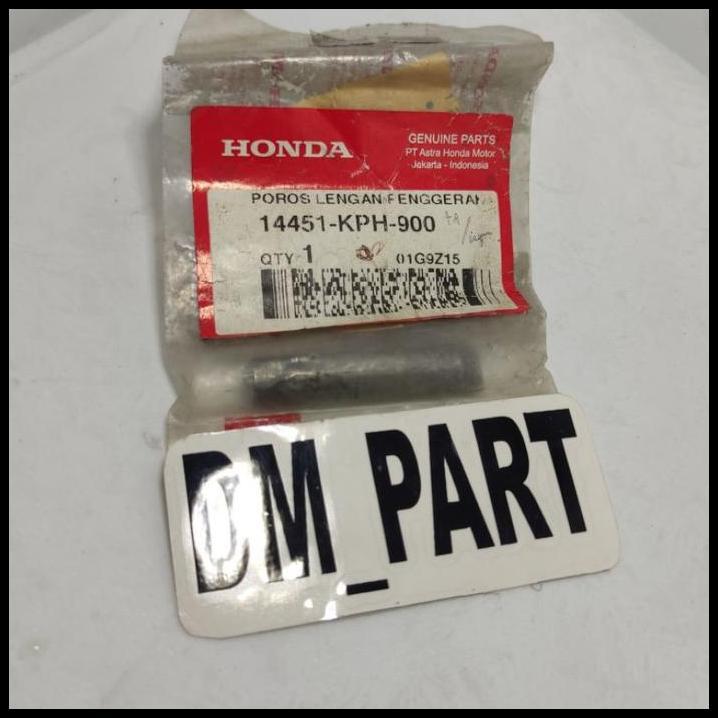 HONDA
GENUINE PARTS
PT Astra Honda Motor
Jakarta - Indonesia
POROS LENGAN PENGGERAK
14451-KPH-900
QTY 1
01G9Z15
DM_PART